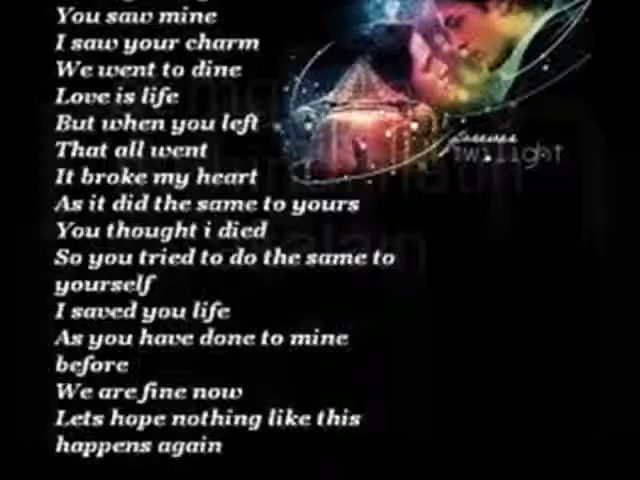 You saw mine
I saw your charm
We went to dine
Love is life
But when you left
That all went
It broke my heart
As it did the same to yours
You thought i died
So you tried to do the same to
yourself
I saved you life
As you have done to mine
before
We are fine now
Lets hope nothing like this
happens again
forever
twilight